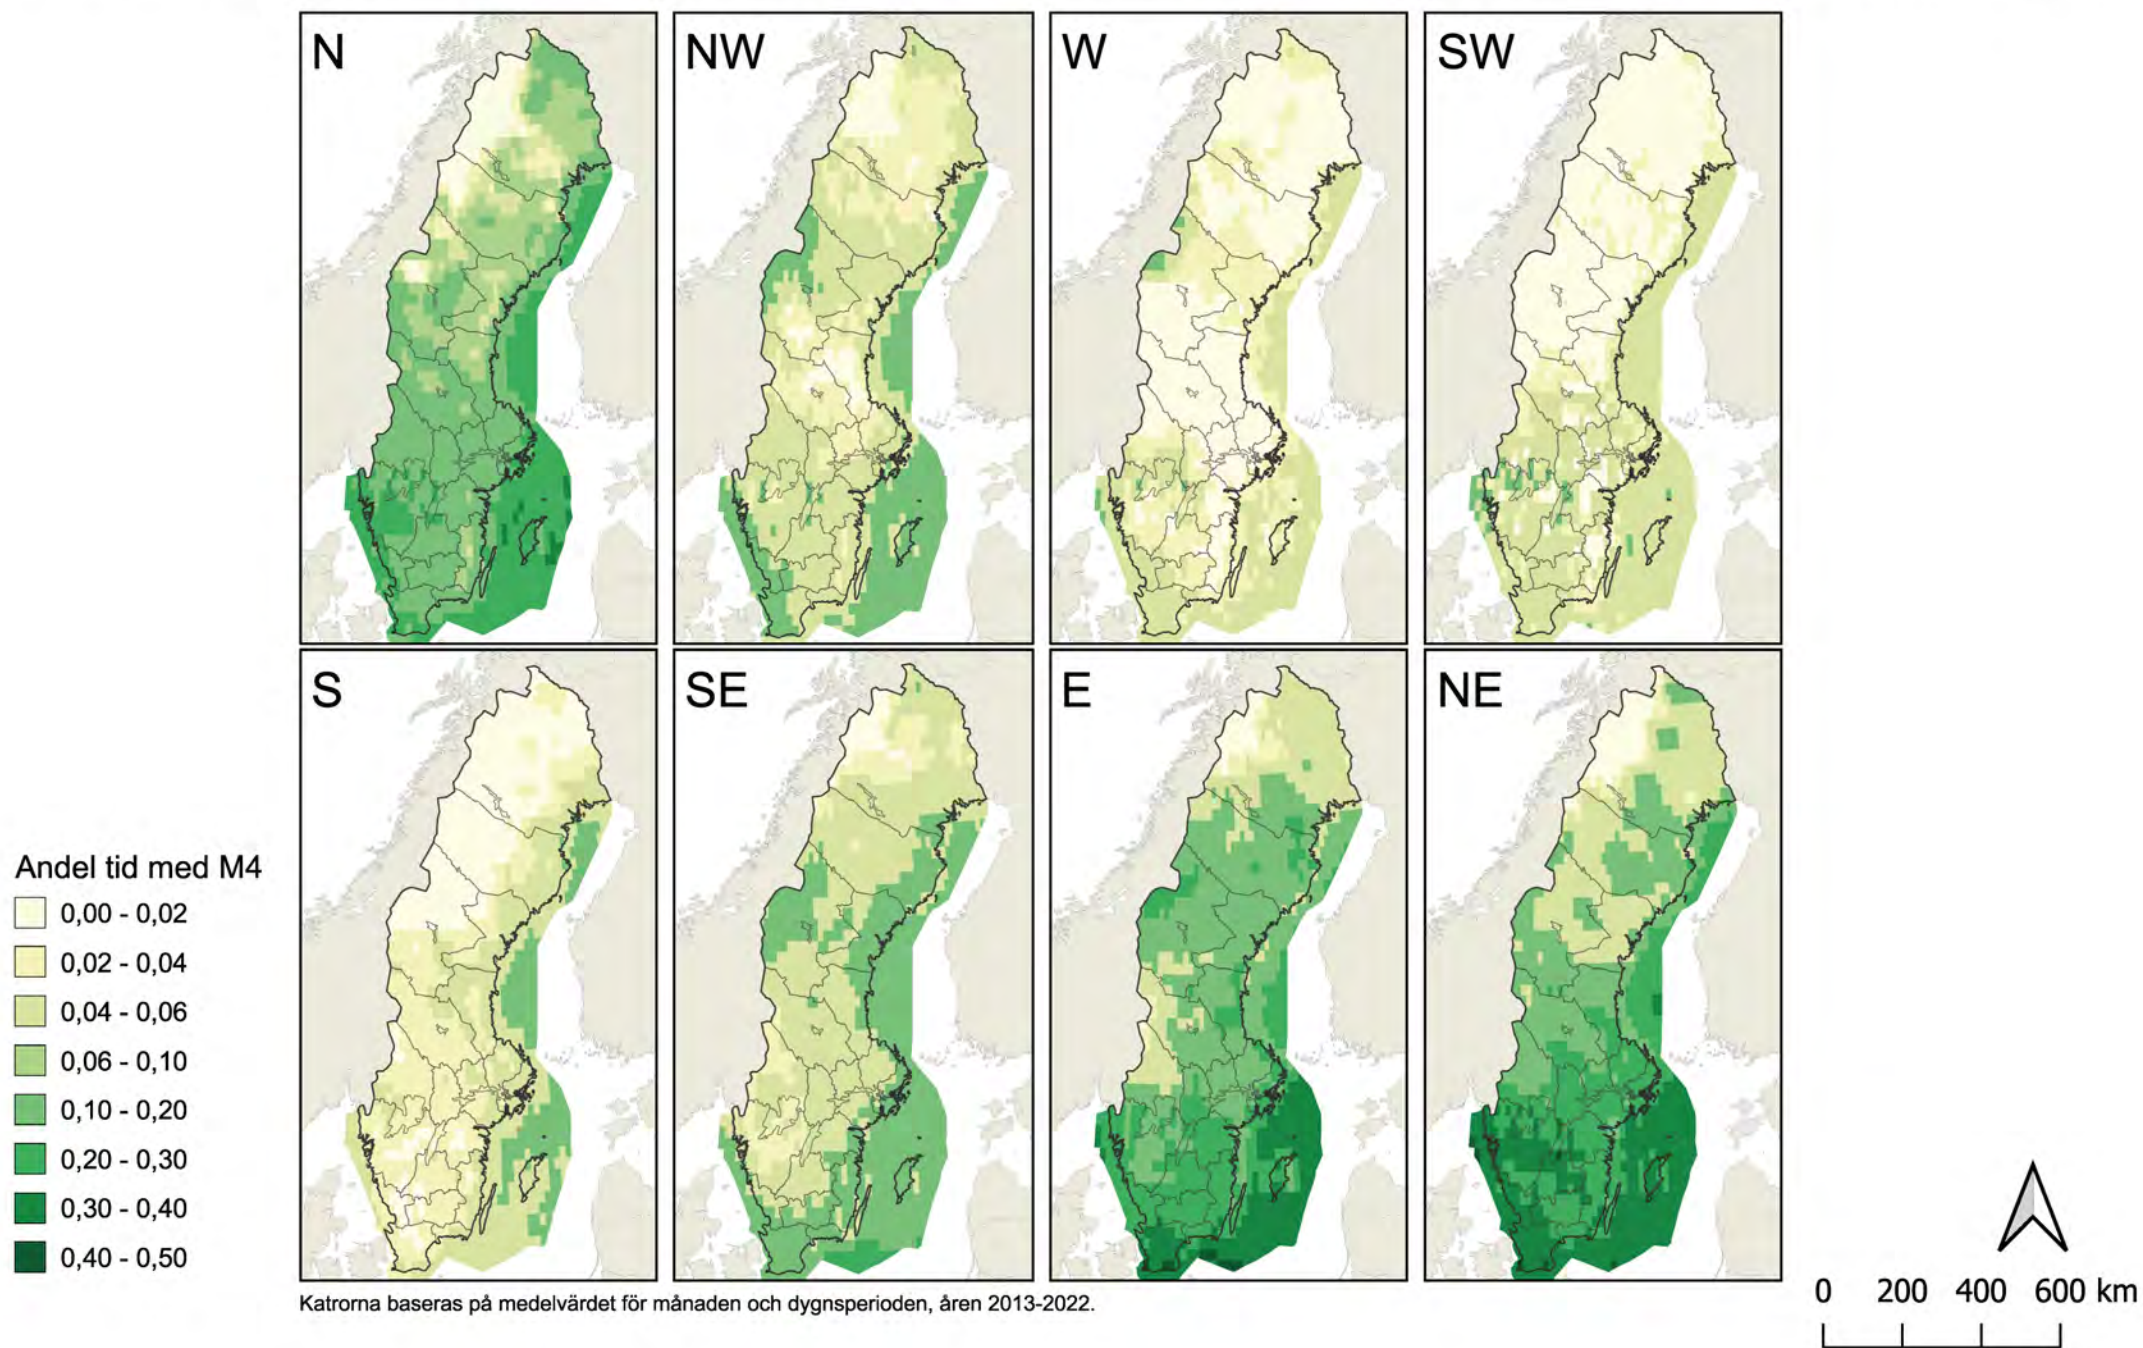 N
NW
W
SW
S
SE
E
NE
Andel tid med M4
0,00 - 0,02
0,02 - 0,04
0,04 - 0,06
0,06 - 0,10
0,10 - 0,20
0,20 - 0,30
0,30 - 0,40
0,40 - 0,50
Katrorna baseras på medelvärdet för månaden och dygnsperioden, åren 2013-2022.
0 200 400 600 km